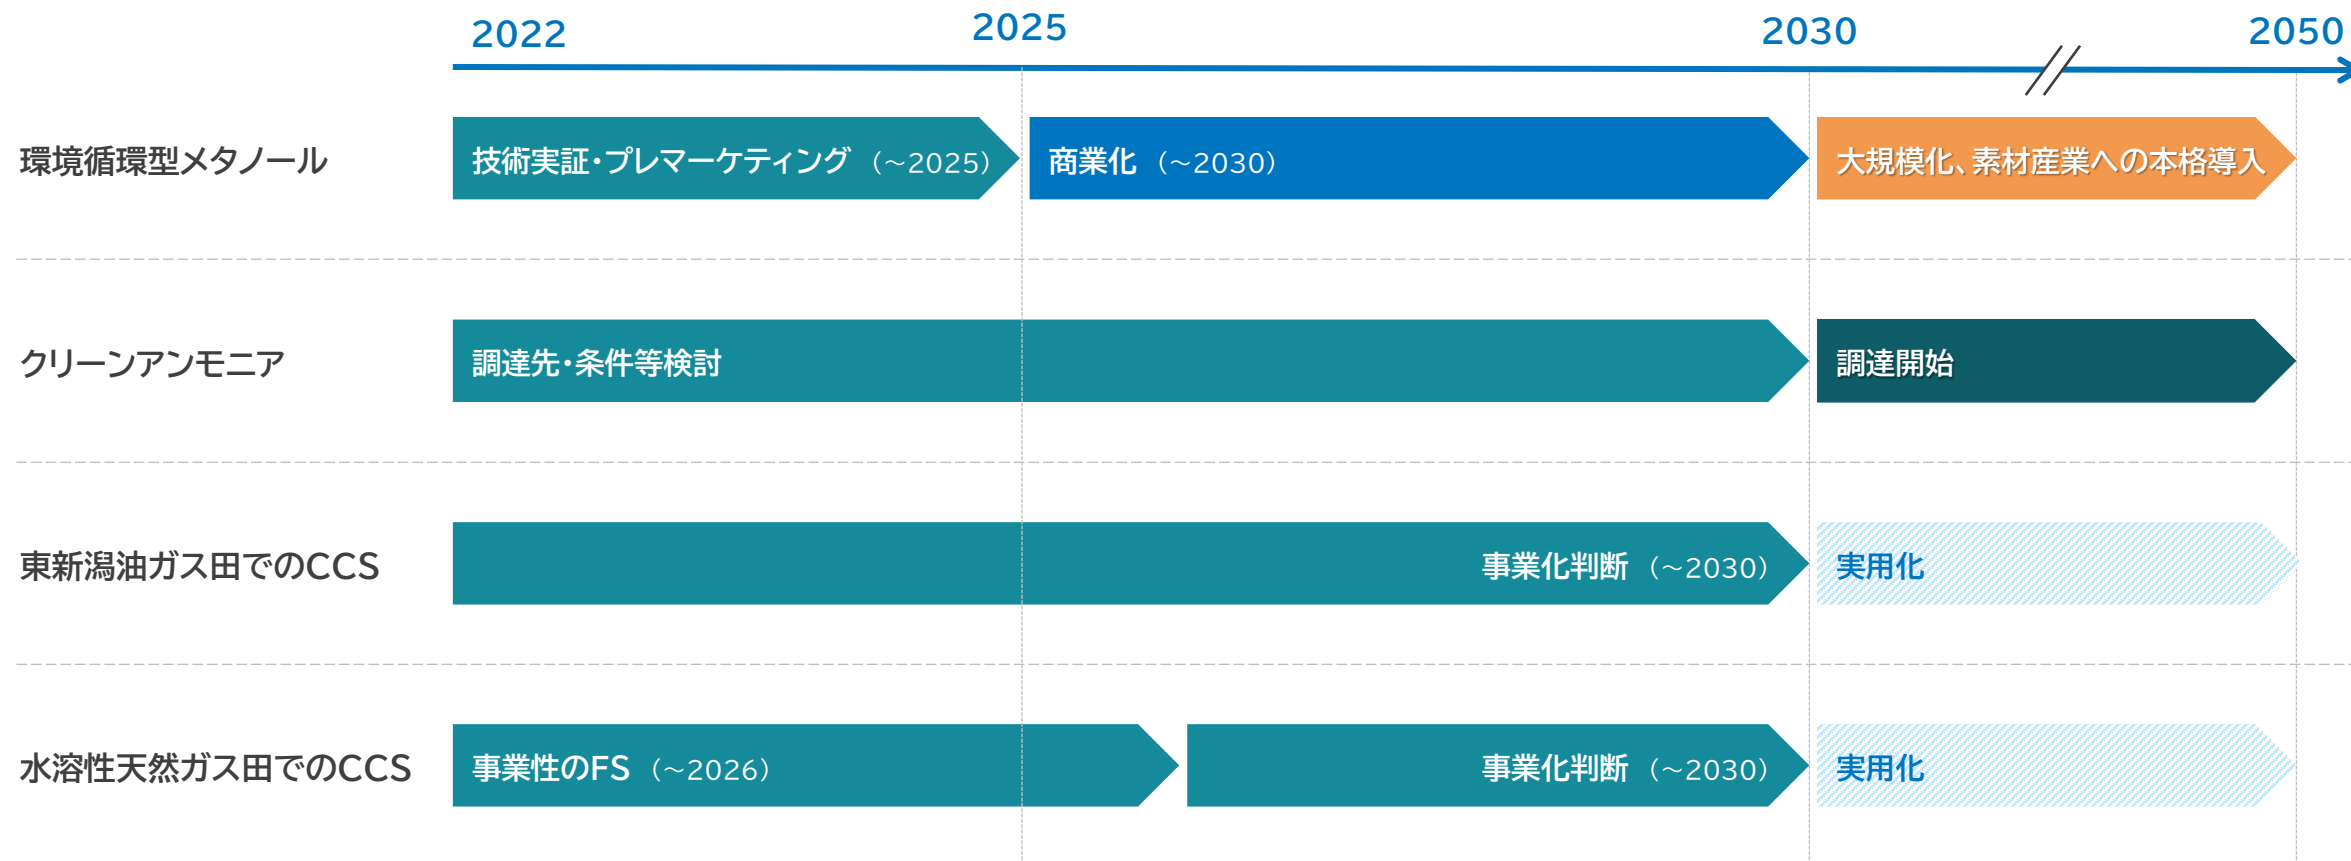 2022 2025 2030 2050
環境循環型メタノール 技術実証・プレマーケティング（～2025） 商業化（～2030） 大規模化、素材産業への本格導入
クリーンアンモニア 調達先・条件等検討 調達開始
東新潟油ガス田でのCCS 事業化判断（～2030） 実用化
水溶性天然ガス田でのCCS 事業性のFS（～2026） 事業化判断（～2030） 実用化